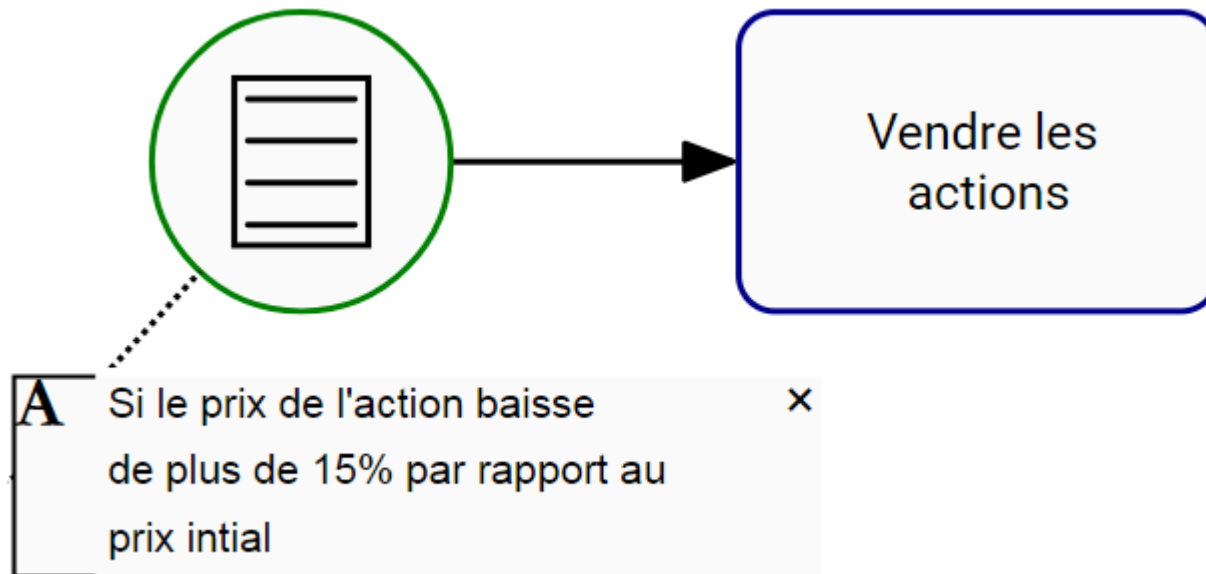 Vendre les
actions
A
Si le prix de l'action baisse
de plus de 15% par rapport au
prix intial